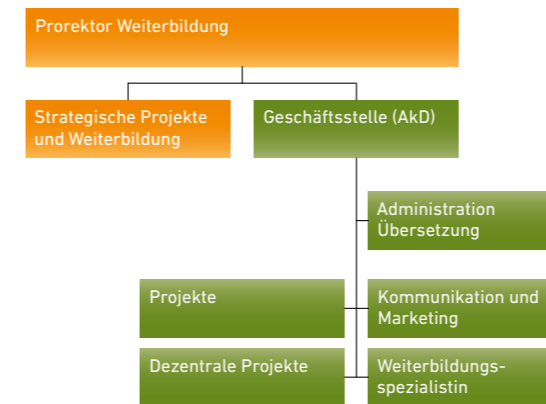 Prorektor Weiterbildung
Strategische Projekte
und Weiterbildung
Geschäftsstelle (AkD)
Administration
Übersetzung
Projekte
Kommunikation und
Marketing
Dezentrale Projekte
Weiterbildungs-
spezialistin